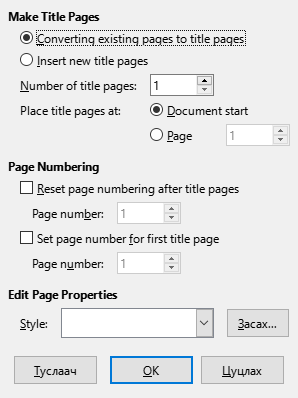 Make Title Pages
Converting existing pages to title pages
Insert new title pages
Number of title pages: 1
Place title pages at: Document start
Page 1
Page Numbering
Reset page numbering after title pages
Page number: 1
Set page number for first title page
Page number: 1
Edit Page Properties
Style: Засах...
Туслаач OK Цуцлах